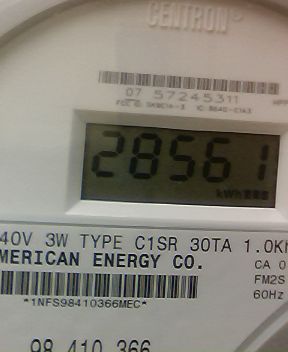 CENTRON®
07 57245311
28561
kWh
40V 3W TYPE C1SR 30TA 1.0Kh
MERICAN ENERGY CO.
CA 0
FM2S
60Hz
*1NFS98410366MEC*
98 410 366